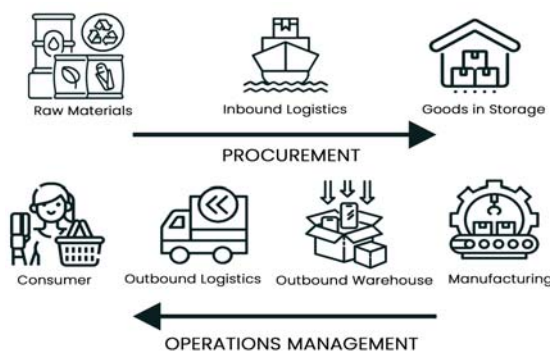 Raw Materials
Inbound Logistics
Goods in Storage
PROCUREMENT
Consumer
Outbound Logistics
Outbound Warehouse
Manufacturing
OPERATIONS MANAGEMENT